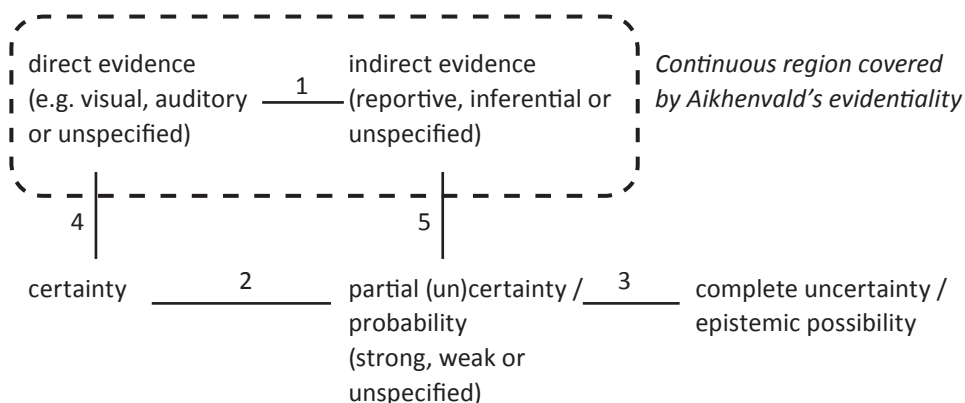 direct evidence
(e.g. visual, auditory
or unspecified)
1
indirect evidence
(reportive, inferential or
unspecified)
Continuous region covered
by Aikhenvald’s evidentiality
4
5
certainty
2
partial (un)certainty /
probability
(strong, weak or
unspecified)
3
complete uncertainty /
epistemic possibility